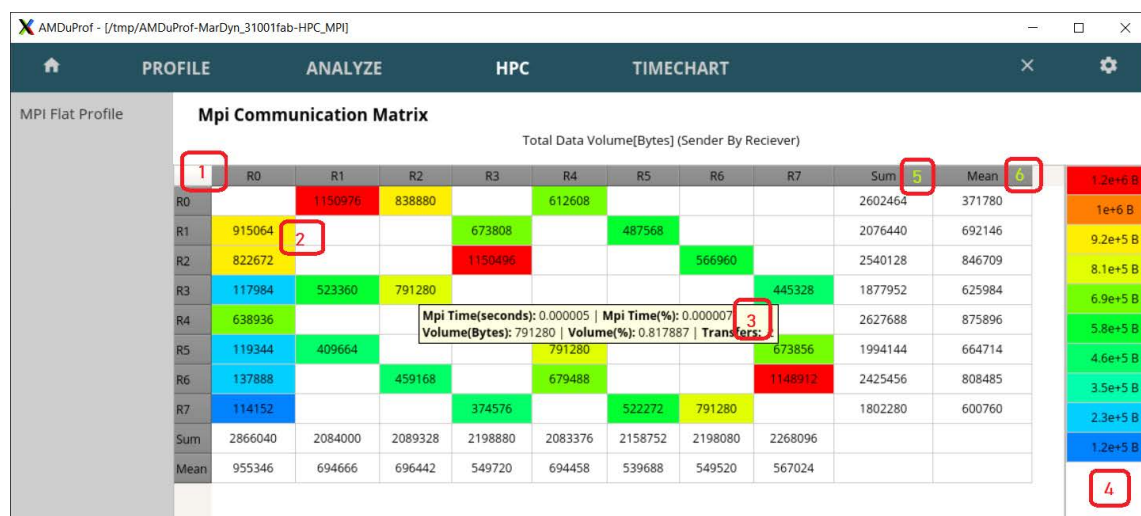 AMDuProf - [/tmp/AMDuProf-MarDyn_31001fab-HPC_MPI]
PROFILE ANALYZE HPC TIMECHART
MPI Flat Profile
Mpi Communication Matrix
Total Data Volume[Bytes] (Sender By Reciever)
1 R0 R1 R2 R3 R4 R5 R6 R7 Sum 5 Mean 6
R0 1150976 838880 612608 2602464 371780
R1 915064 2 673808 487568 2076440 692146
R2 822672 1150496 566960 2540128 846709
R3 117984 523360 791280 445328 1877952 625984
R4 638936 2627688 875896
Mpi Time(seconds): 0.000005 | Mpi Time(%): 0.000007 3
Volume(Bytes): 791280 | Volume(%): 0.817887 | Transfers: 2
R5 119344 409664 791280 673856 1994144 664714
R6 137888 459168 679488 1148912 2425456 808485
R7 114152 374576 522272 791280 1802280 600760
Sum 2866040 2084000 2089328 2198880 2083376 2158752 2198080 2268096
Mean 955346 694666 696442 549720 694458 539688 549520 567024
1.2e+6 B
1e+6 B
9.2e+5 B
8.1e+5 B
6.9e+5 B
5.8e+5 B
4.6e+5 B
3.5e+5 B
2.3e+5 B
1.2e+5 B
4